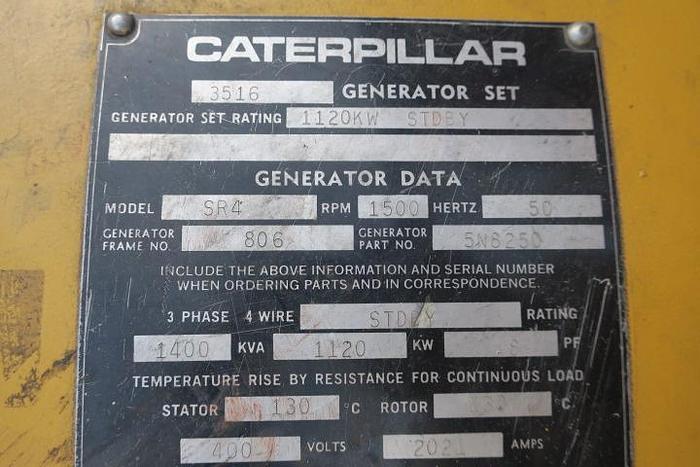 CATERPILLAR
3516 GENERATOR SET
GENERATOR SET RATING 1120KW STDBY
GENERATOR DATA
MODEL SR4 RPM 1500 HERTZ 50
GENERATOR FRAME NO. 806 GENERATOR PART NO. 5N6250
INCLUDE THE ABOVE INFORMATION AND SERIAL NUMBER
WHEN ORDERING PARTS AND IN CORRESPONDENCE.
3 PHASE 4 WIRE STDBY RATING
1400 KVA 1120 KW PF
TEMPERATURE RISE BY RESISTANCE FOR CONTINUOUS LOAD
STATOR 130 °C ROTOR °C
400 VOLTS 2021 AMPS